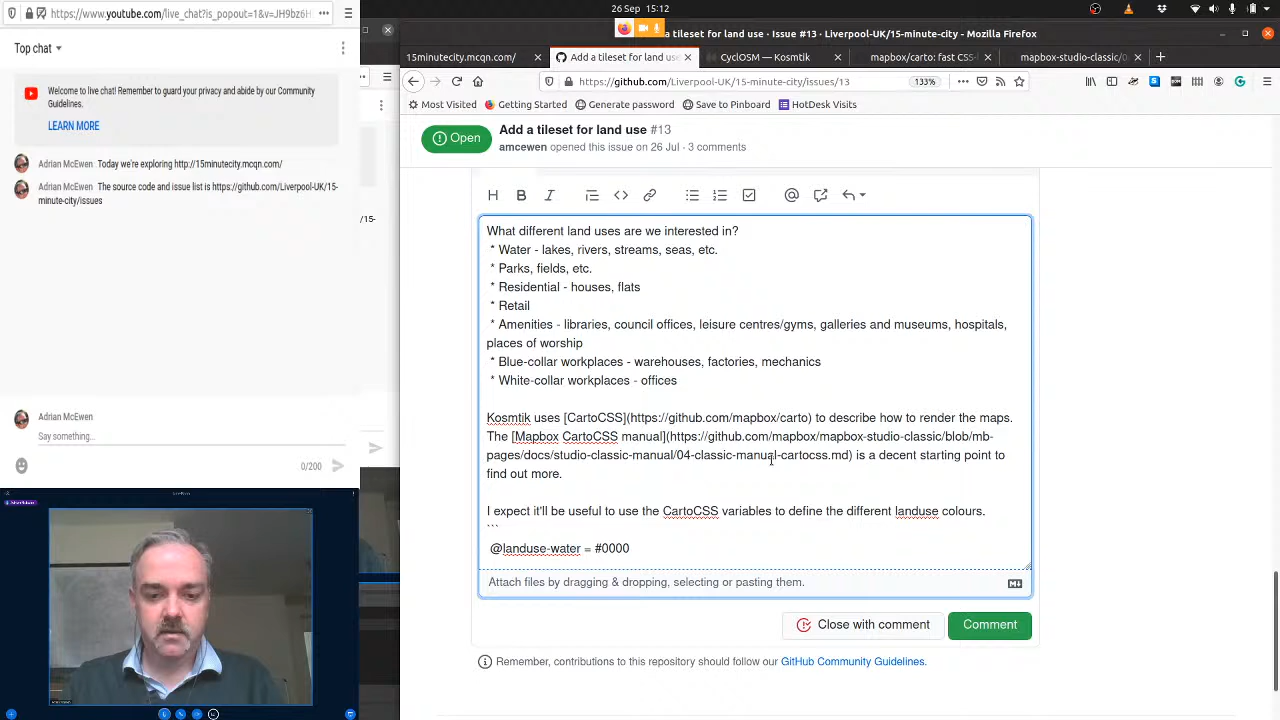 26 Sep 15:12
https://www.youtube.com/live_chat?is_popout=1&v=JH9bz6H
Top chat
Welcome to live chat! Remember to guard your privacy and abide by our Community
Guidelines.
LEARN MORE
Adrian McEwen Today we're exploring http://15minutecity.mcqn.com/
Adrian McEwen The source code and issue list is https://github.com/Liverpool-UK/15-
minute-city/issues
Adrian McEwen
Say something...
0/200
/15-
a tileset for land use · Issue #13 · Liverpool-UK/15-minute-city - Mozilla Firefox
15minutecity.mcqn.com/
Add a tileset for land use
CyclOSM — Kosmtik
mapbox/carto: fast CSS-
mapbox-studio-classic/0
https://github.com/Liverpool-UK/15-minute-city/issues/13
133%
Most Visited
Getting Started
Generate password
Save to Pinboard
HotDesk Visits
Open
Add a tileset for land use #13
amcewen opened this issue on 26 Jul · 3 comments
What different land uses are we interested in?
* Water - lakes, rivers, streams, seas, etc.
* Parks, fields, etc.
* Residential - houses, flats
* Retail
* Amenities - libraries, council offices, leisure centres/gyms, galleries and museums, hospitals,
places of worship
* Blue-collar workplaces - warehouses, factories, mechanics
* White-collar workplaces - offices
Kosmtik uses [CartoCSS](https://github.com/mapbox/carto) to describe how to render the maps.
The [Mapbox CartoCSS manual](https://github.com/mapbox/mapbox-studio-classic/blob/mb-
pages/docs/studio-classic-manual/04-classic-manual-cartocss.md) is a decent starting point to
find out more.
I expect it'll be useful to use the CartoCSS variables to define the different landuse colours.
```
@landuse-water = #0000
Attach files by dragging & dropping, selecting or pasting them.
Close with comment
Comment
Remember, contributions to this repository should follow our GitHub Community Guidelines.